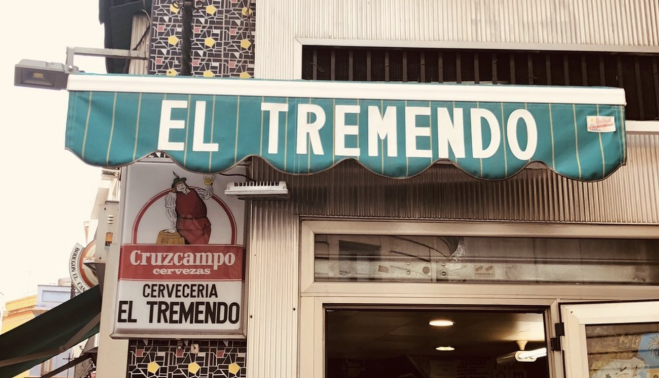 EL TREMENDO
Cruzcampo
cervezas
CERVECERIA
EL TREMENDO